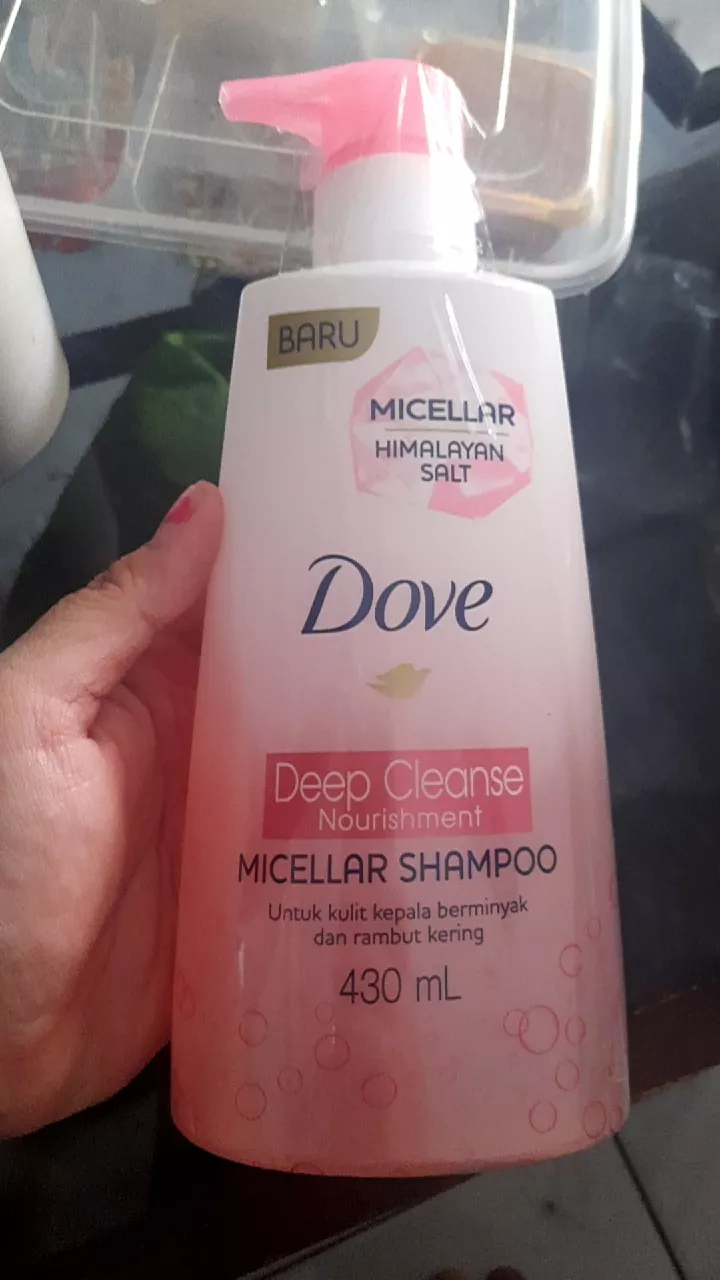 BARU
MICELLAR
HIMALAYAN
SALT
Dove
Deep Cleanse
Nourishment
MICELLAR SHAMPOO
Untuk kulit kepala berminyak
dan rambut kering
430 mL